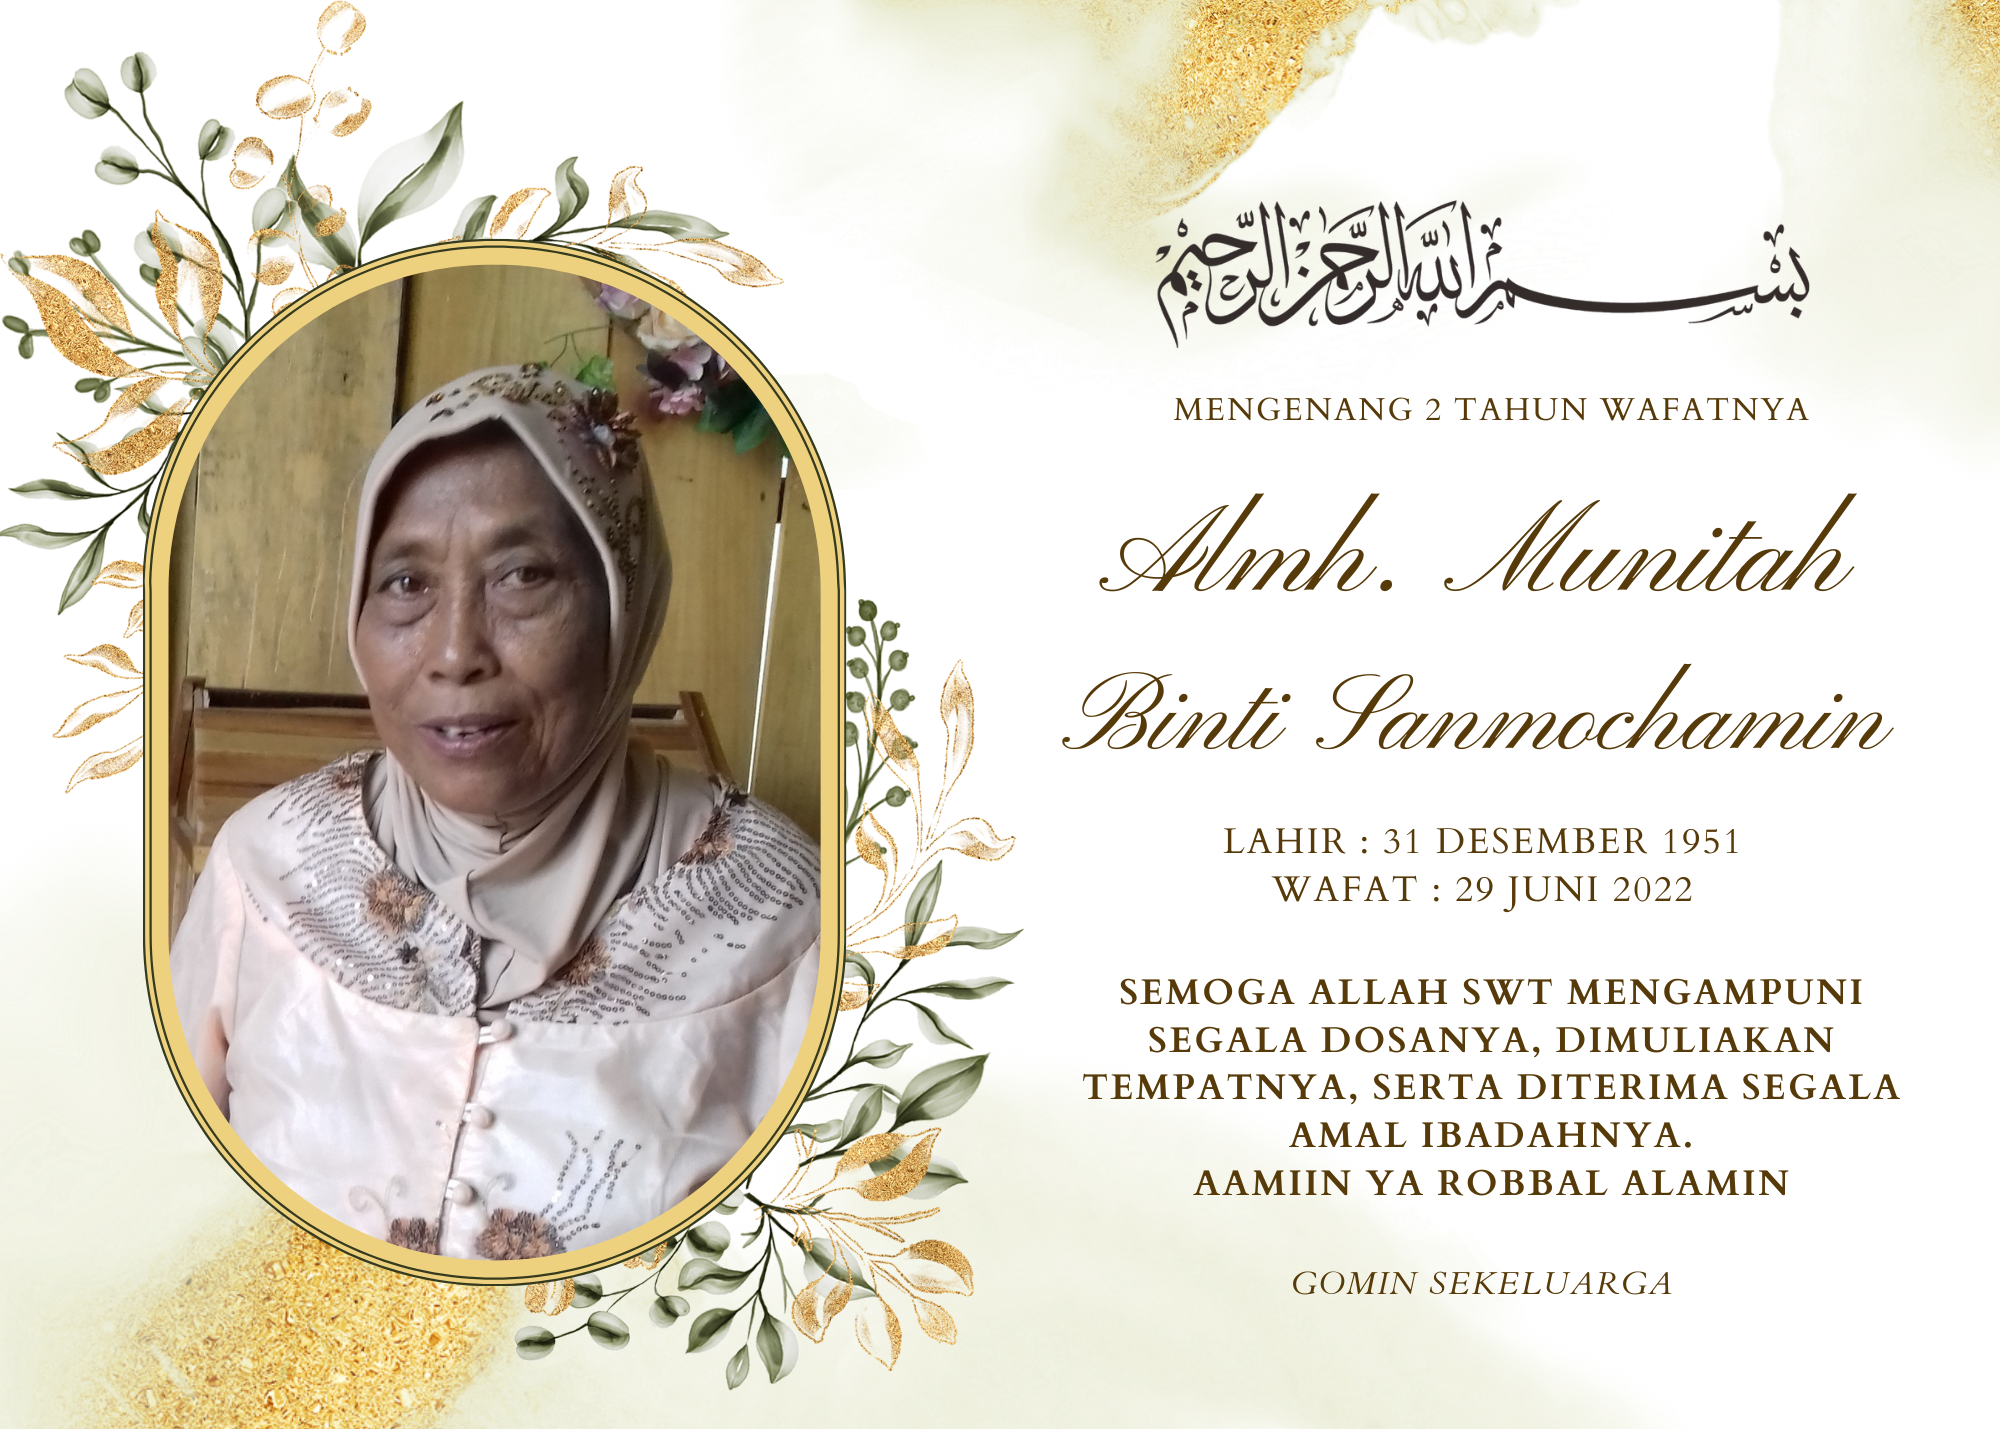 بسم الله الرحمن الرحيم
MENGENANG 2 TAHUN WAFATNYA
Almh. Munitah
Binti Sanmochamin
LAHIR : 31 DESEMBER 1951
WAFAT : 29 JUNI 2022
SEMOGA ALLAH SWT MENGAMPUNI
SEGALA DOSANYA, DIMULIAKAN
TEMPATNYA, SERTA DITERIMA SEGALA
AMAL IBADAHNYA.
AAMIIN YA ROBBAL ALAMIN
GOMIN SEKELUARGA